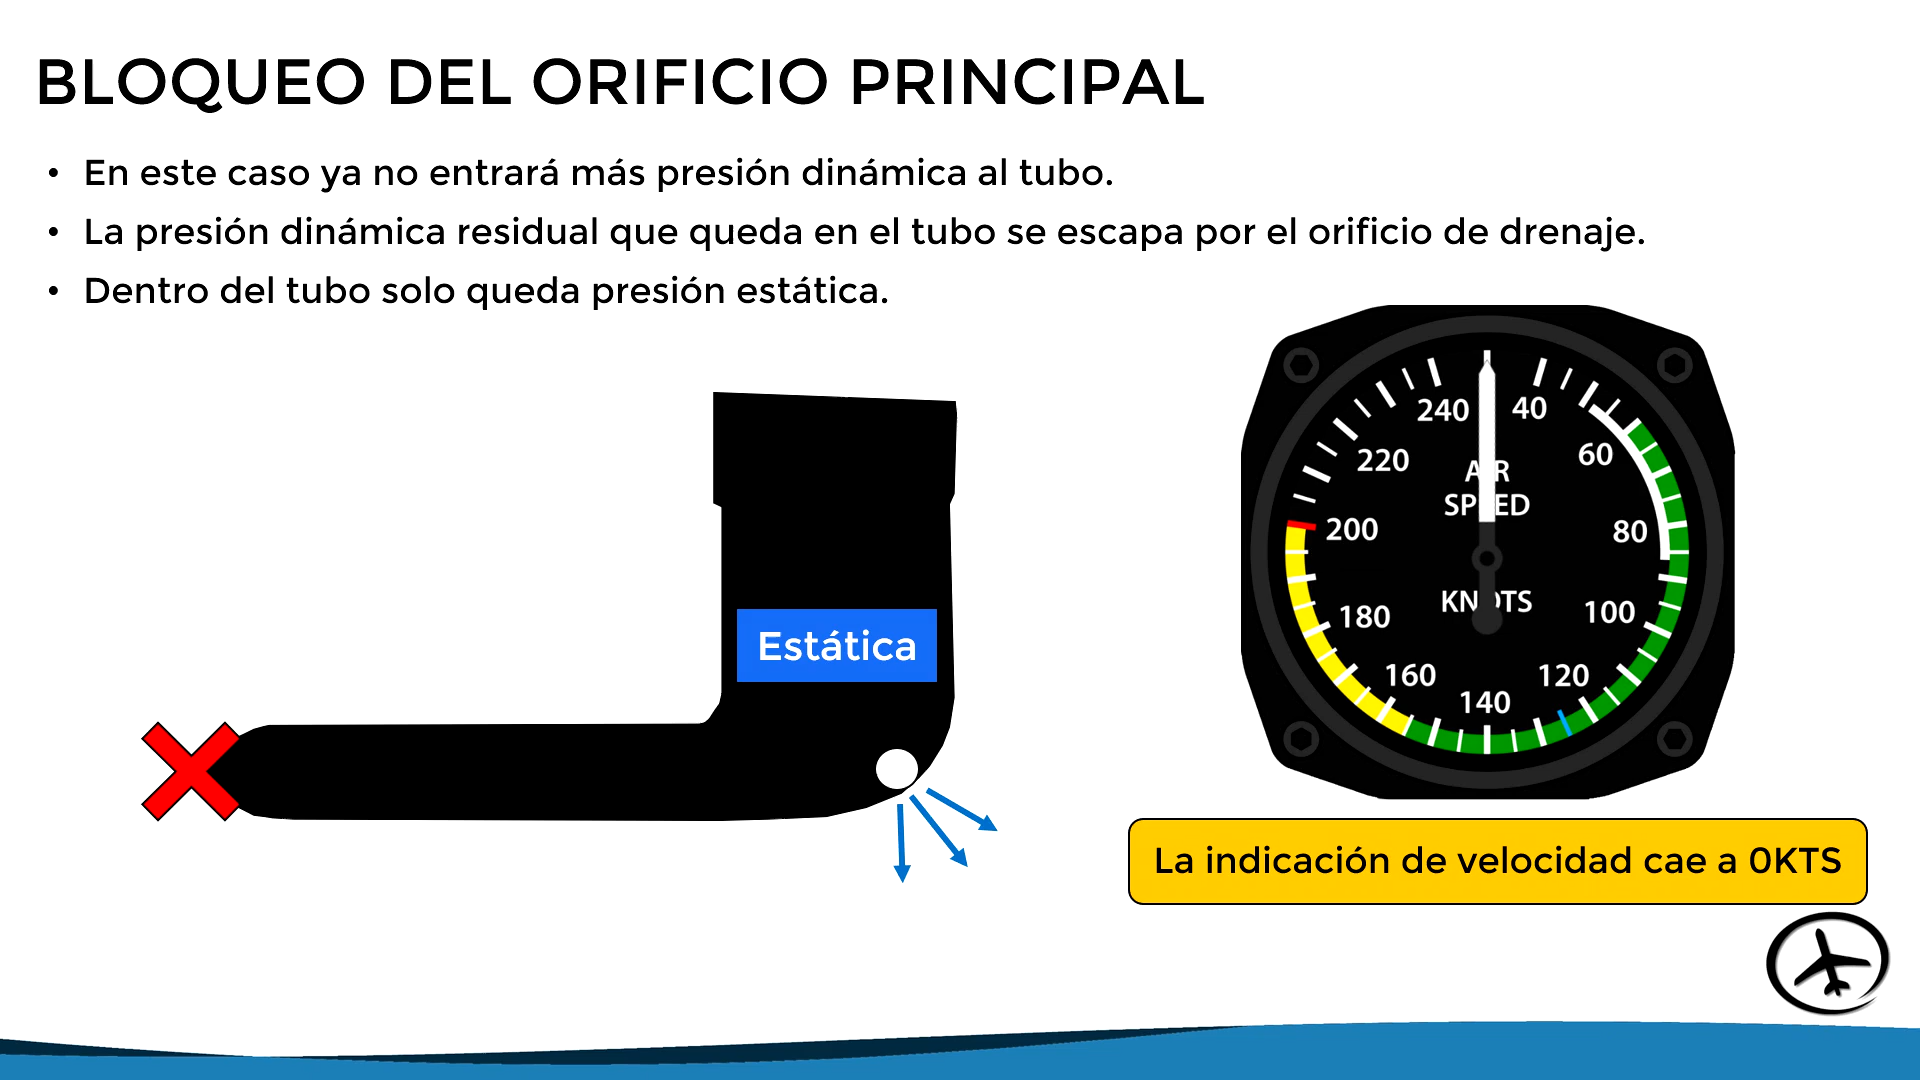 BLOQUEO DEL ORIFICIO PRINCIPAL
• En este caso ya no entrará más presión dinámica al tubo.
• La presión dinámica residual que queda en el tubo se escapa por el orificio de drenaje.
• Dentro del tubo solo queda presión estática.
Estática
240 40
220 60
AIR
SPEED
200 80
KNOTS
180 100
160 120
140
La indicación de velocidad cae a 0KTS